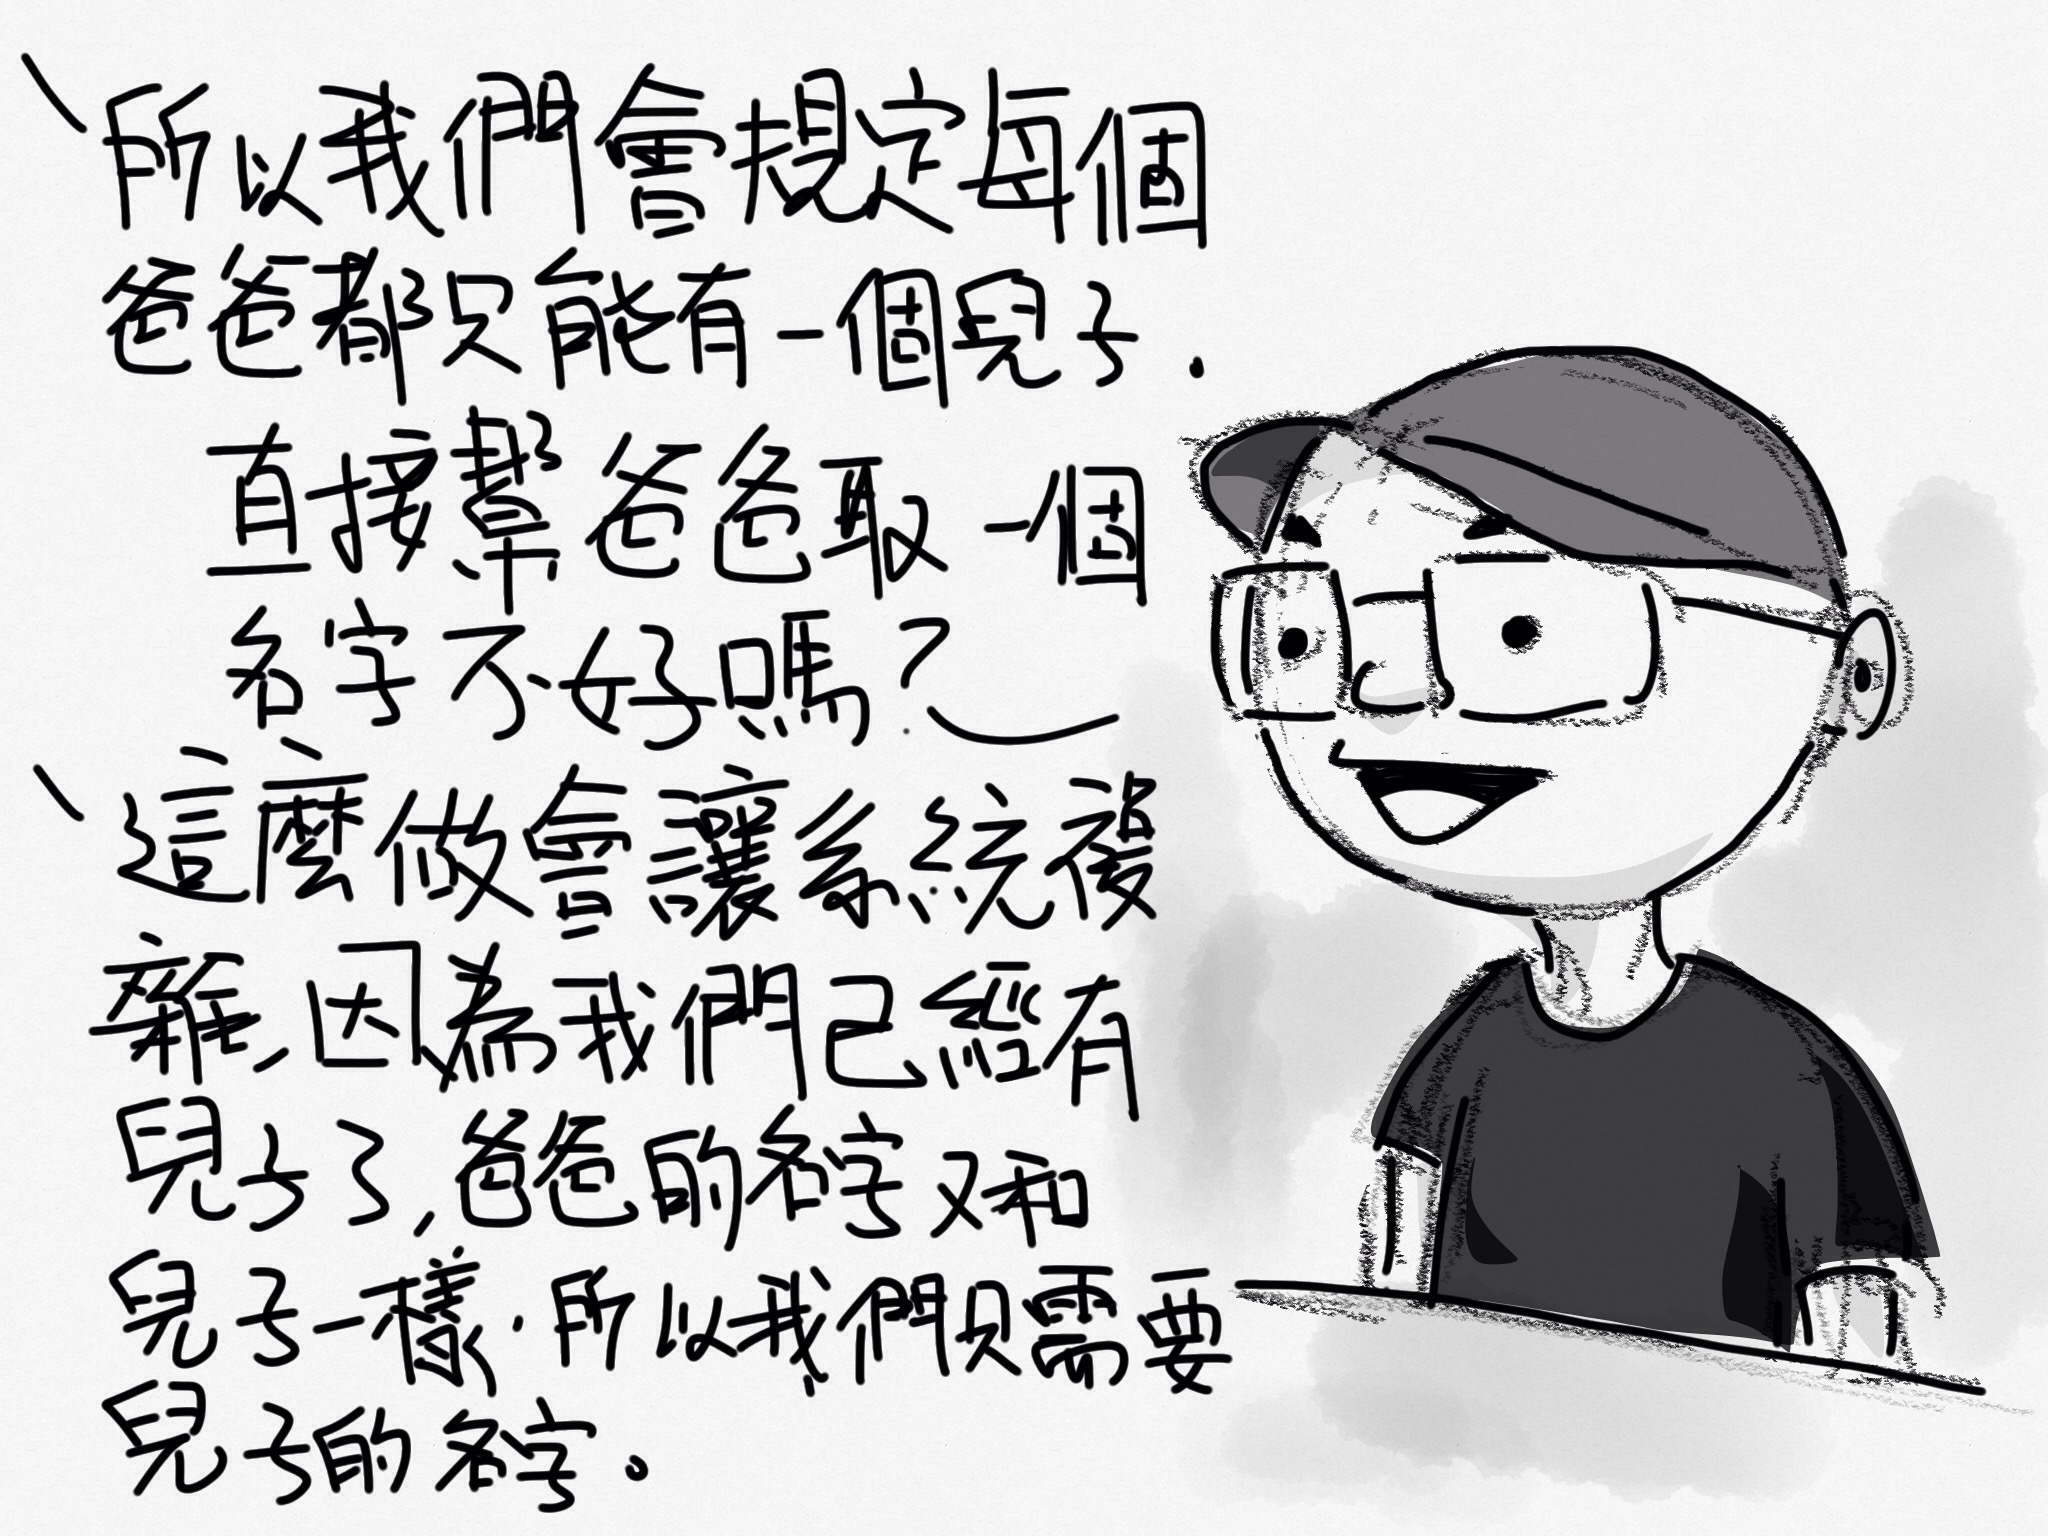 所以我們會規定每個
爸爸都只能有一個兒子.
直接幫爸爸取一個
名字不好嗎?
這麼做會讓系統複
雜,因為我們已經有
兒子了,爸爸的名字又和
兒子一樣.所以我們只需要
兒子的名字。